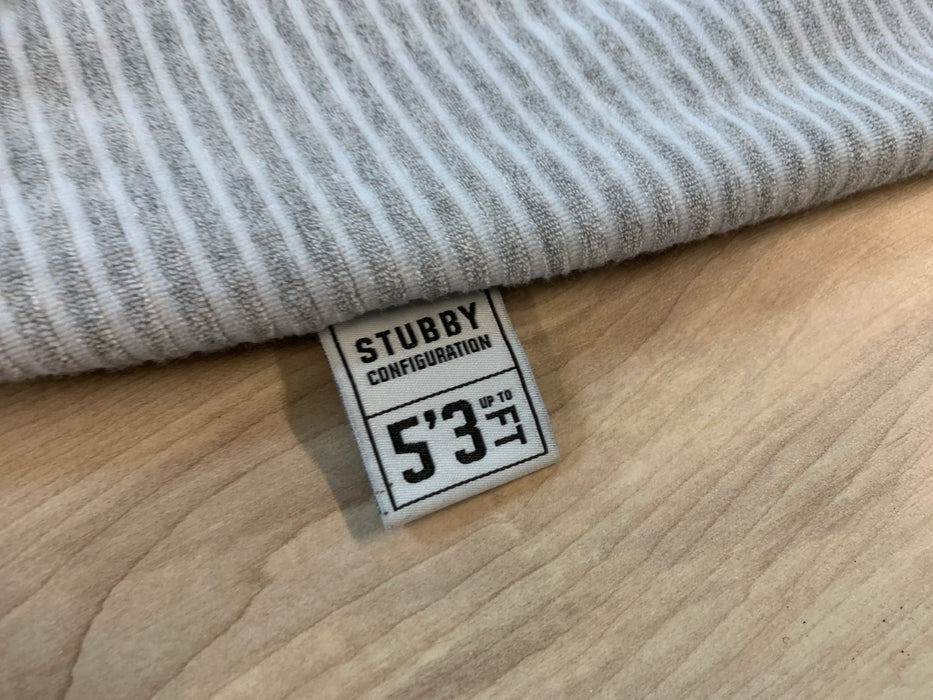 STUBBY
CONFIGURATION
5'3 UP TO FT